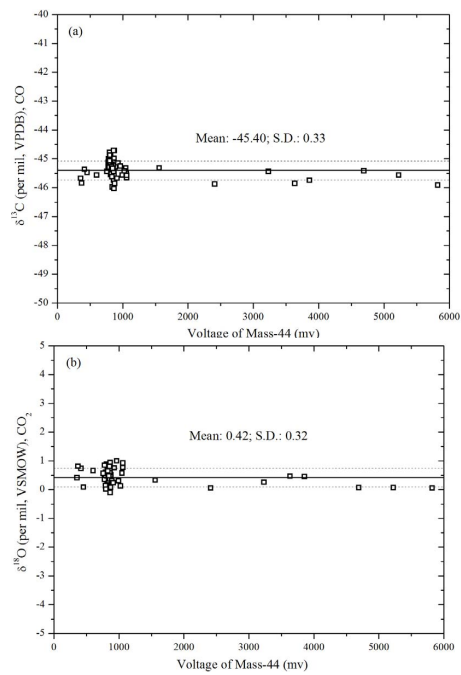 -40
(a)
-41
-42
-43
-44
Mean: -45.40; S.D.: 0.33
-45
-46
-47
-48
-49
-50
0 1000 2000 3000 4000 5000 6000
δ¹³C (per mil, VPDB), CO
Voltage of Mass-44 (mv)
5
(b)
4
3
2
Mean: 0.42; S.D.: 0.32
1
0
-1
-2
-3
-4
-5
0 1000 2000 3000 4000 5000 6000
δ¹⁸O (per mil, VSMOW), CO₂
Voltage of Mass-44 (mv)